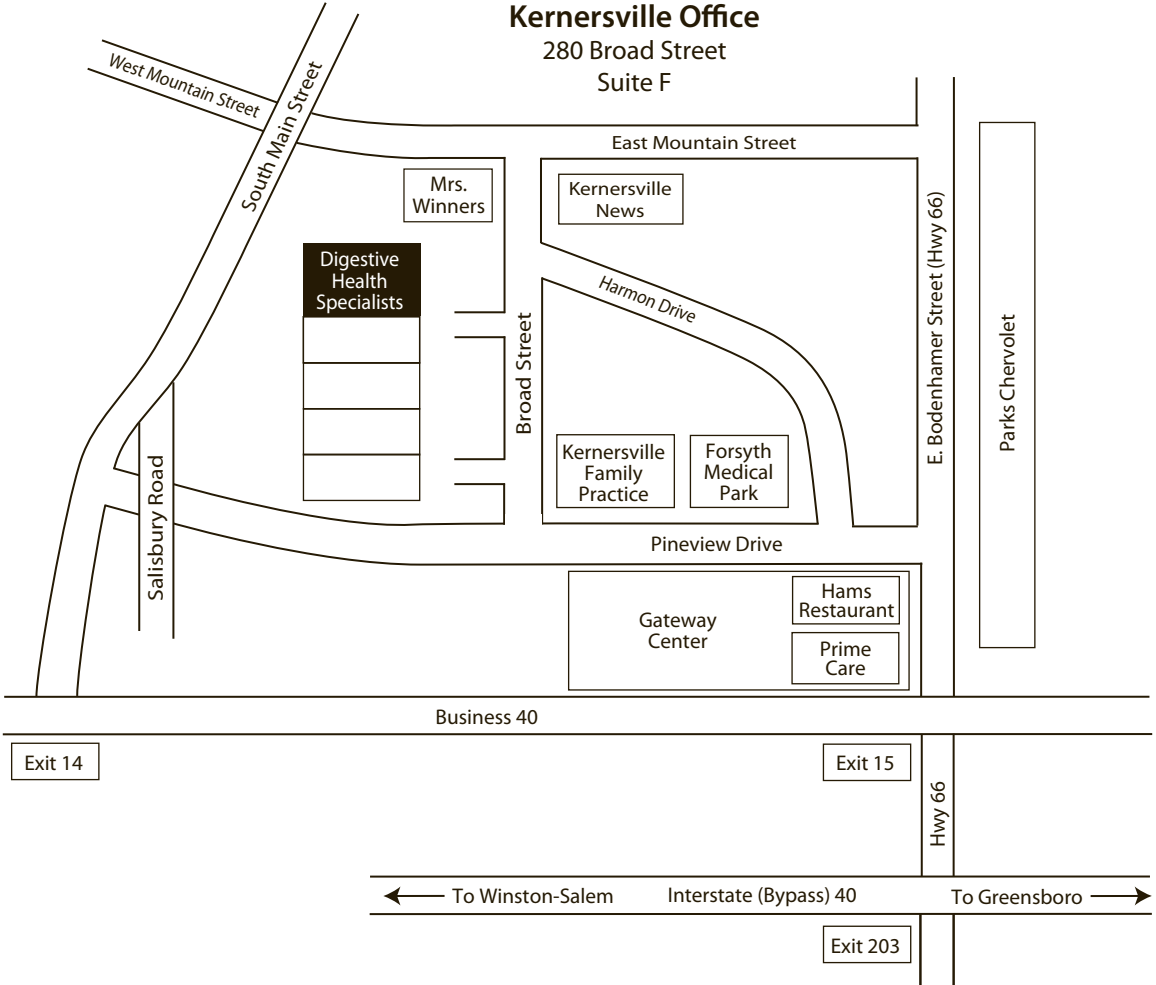 Kernersville Office
280 Broad Street
Suite F
West Mountain Street
South Main Street
East Mountain Street
Mrs.
Winners
Kernersville
News
E. Bodenhamer Street (Hwy 66)
Parks Chervolet
Digestive
Health
Specialists
Harmon Drive
Broad Street
Kernersville
Family
Practice
Forsyth
Medical
Park
Salisbury Road
Pineview Drive
Gateway
Center
Hams
Restaurant
Prime
Care
Business 40
Exit 14
Exit 15
Hwy 66
To Winston-Salem
Interstate (Bypass) 40
To Greensboro
Exit 203